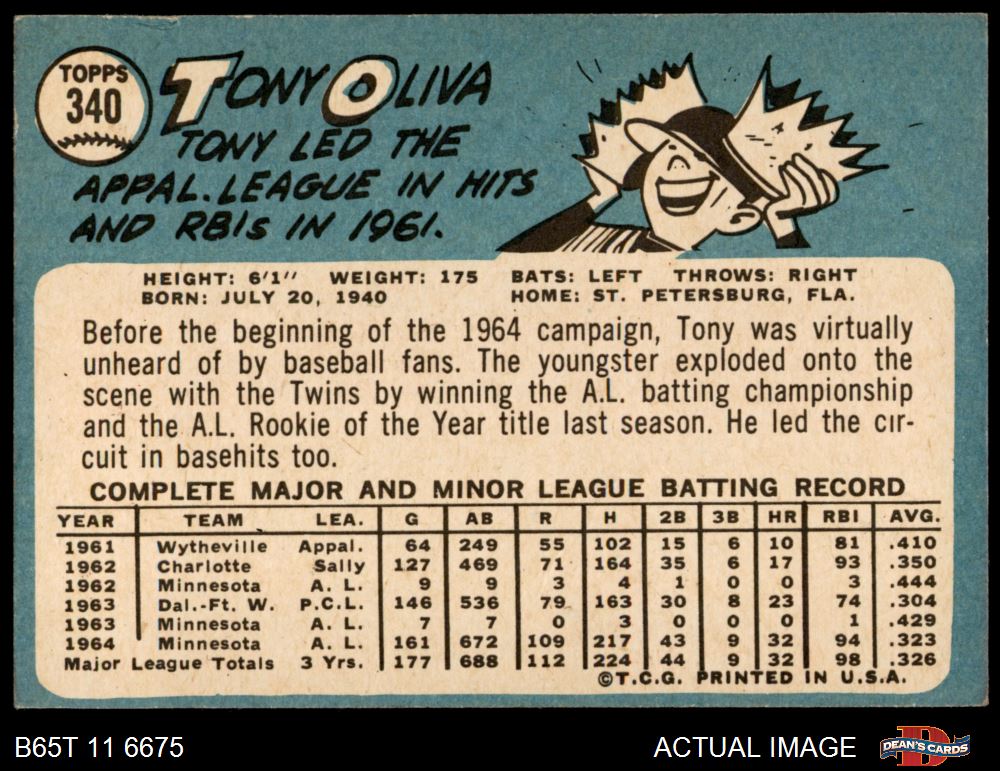 TOPPS
340
TONY OLIVA
TONY LED THE
APPAL. LEAGUE IN HITS
AND RBIs IN 1961.
HEIGHT: 6'1" WEIGHT: 175 BATS: LEFT THROWS: RIGHT
BORN: JULY 20, 1940 HOME: ST. PETERSBURG, FLA.
Before the beginning of the 1964 campaign, Tony was virtually
unheard of by baseball fans. The youngster exploded onto the
scene with the Twins by winning the A.L. batting championship
and the A.L. Rookie of the Year title last season. He led the cir-
cuit in basehits too.
COMPLETE MAJOR AND MINOR LEAGUE BATTING RECORD
YEAR TEAM LEA. G AB R H 2B 3B HR RBI AVG.
1961 Wytheville Appal. 64 249 55 102 15 6 10 81 .410
1962 Charlotte Sally 127 469 71 164 35 6 17 93 .350
1962 Minnesota A. L. 9 9 3 4 1 0 0 3 .444
1963 Dal.-Ft. W. P.C.L. 146 536 79 163 30 8 23 74 .304
1963 Minnesota A. L. 7 7 0 3 0 0 0 1 .429
1964 Minnesota A. L. 161 672 109 217 43 9 32 94 .323
Major League Totals 3 Yrs. 177 688 112 224 44 9 32 98 .326
©T.C.G. PRINTED IN U.S.A.
B65T 11 6675
ACTUAL IMAGE
DEAN'S CARDS